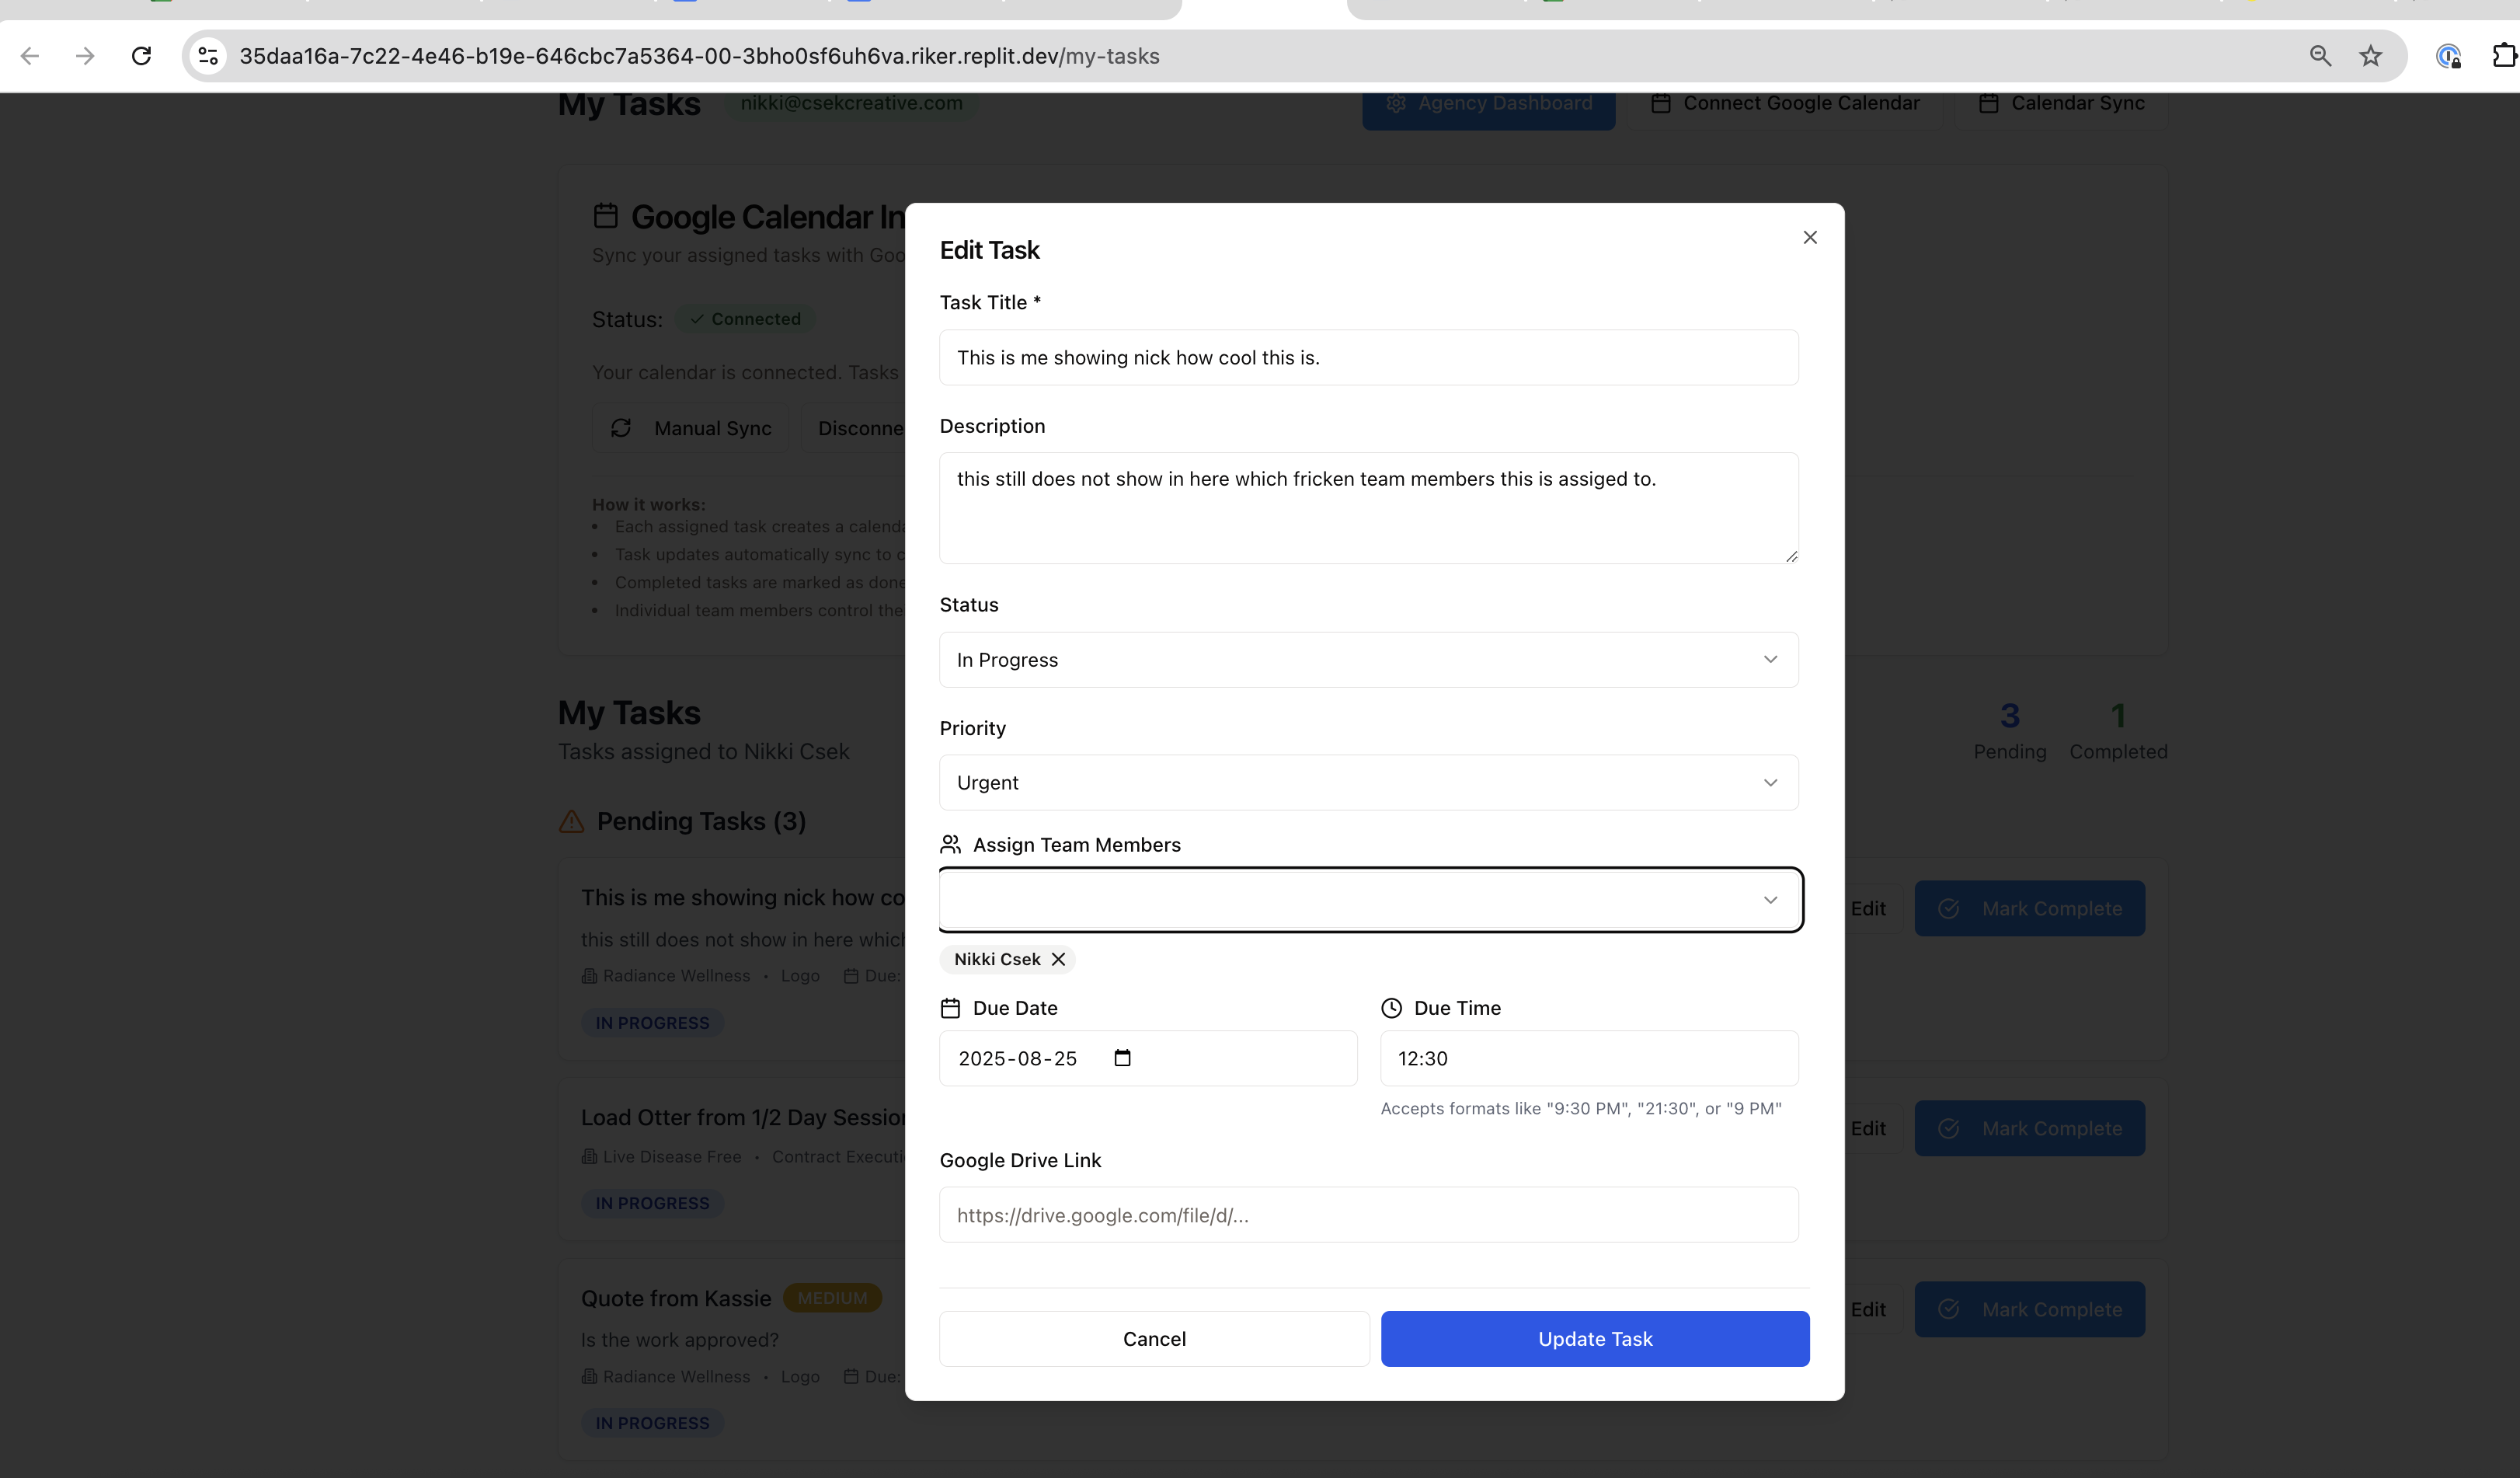 35daa16a-7c22-4e46-b19e-646cbc7a5364-00-3bho0sf6uh6va.riker.replit.dev/my-tasks
My Tasks nikki@csekcreative.com Agency Dashboard Connect Google Calendar Calendar Sync
Google Calendar In
Sync your assigned tasks with Goo
Status: Connected
Your calendar is connected. Tasks
Manual Sync Disconne
How it works:
• Each assigned task creates a calenda
• Task updates automatically sync to c
• Completed tasks are marked as done
• Individual team members control the
My Tasks
Tasks assigned to Nikki Csek
3 Pending
1 Completed
Pending Tasks (3)
This is me showing nick how co
this still does not show in here whic
Radiance Wellness • Logo Due:
IN PROGRESS
Edit Mark Complete
Load Otter from 1/2 Day Session
Live Disease Free • Contract Executi
IN PROGRESS
Edit Mark Complete
Quote from Kassie MEDIUM
Is the work approved?
Radiance Wellness • Logo Due:
IN PROGRESS
Edit Mark Complete
Edit Task
Task Title *
This is me showing nick how cool this is.
Description
this still does not show in here which fricken team members this is assiged to.
Status
In Progress
Priority
Urgent
Assign Team Members
Nikki Csek
Due Date
2025-08-25
Due Time
12:30
Accepts formats like "9:30 PM", "21:30", or "9 PM"
Google Drive Link
https://drive.google.com/file/d/...
Cancel Update Task